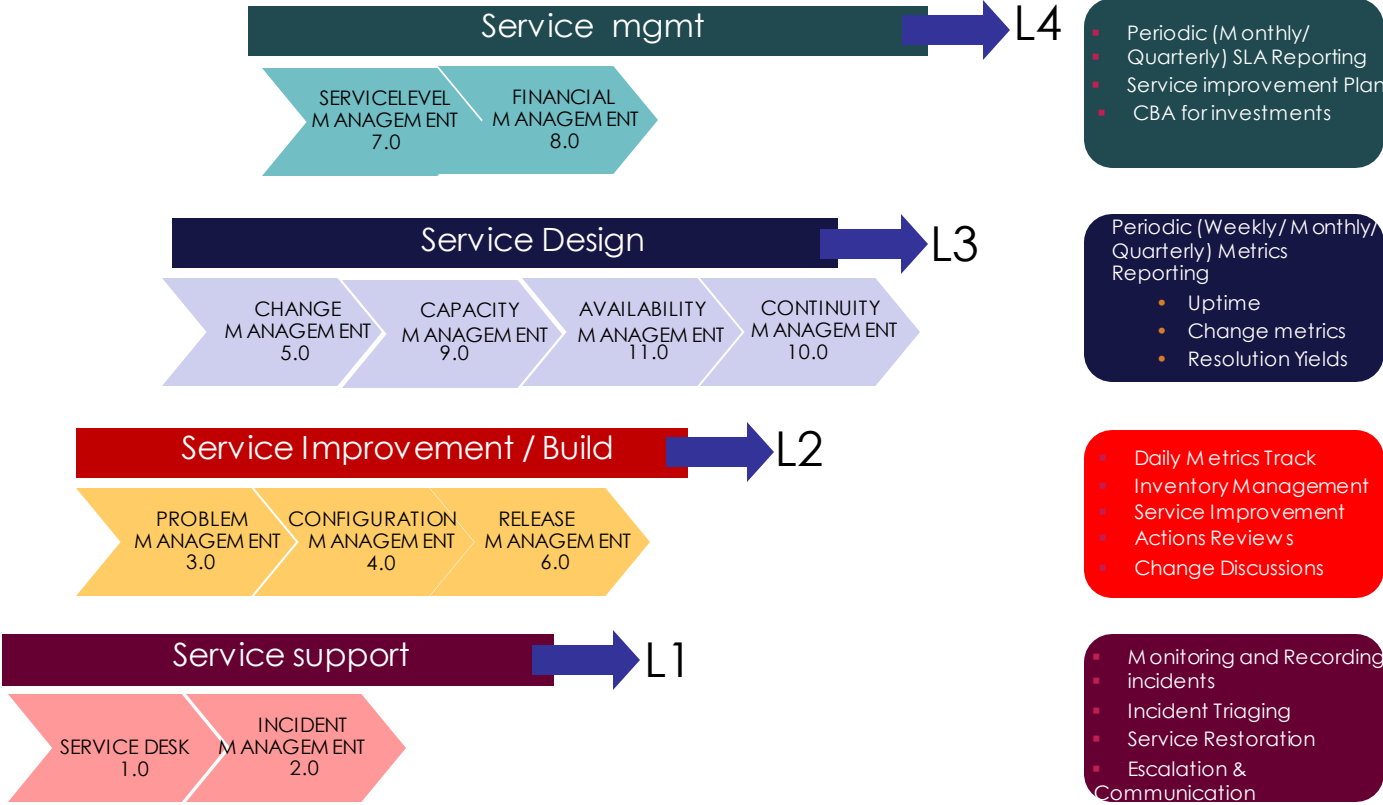 Service mgmt
L4
SERVICELEVEL
MANAGEMENT
7.0
FINANCIAL
MANAGEMENT
8.0
Periodic (Monthly/
Quarterly) SLA Reporting
Service improvement Plan
CBA for investments
Service Design
L3
CHANGE
MANAGEMENT
5.0
CAPACITY
MANAGEMENT
9.0
AVAILABILITY
MANAGEMENT
11.0
CONTINUITY
MANAGEMENT
10.0
Periodic (Weekly/Monthly/
Quarterly) Metrics
Reporting
Uptime
Change metrics
Resolution Yields
Service Improvement / Build
L2
PROBLEM
MANAGEMENT
3.0
CONFIGURATION
MANAGEMENT
4.0
RELEASE
MANAGEMENT
6.0
Daily Metrics Track
Inventory Management
Service Improvement
Actions Reviews
Change Discussions
Service support
L1
SERVICE DESK
1.0
INCIDENT
MANAGEMENT
2.0
Monitoring and Recording
incidents
Incident Triaging
Service Restoration
Escalation &
Communication